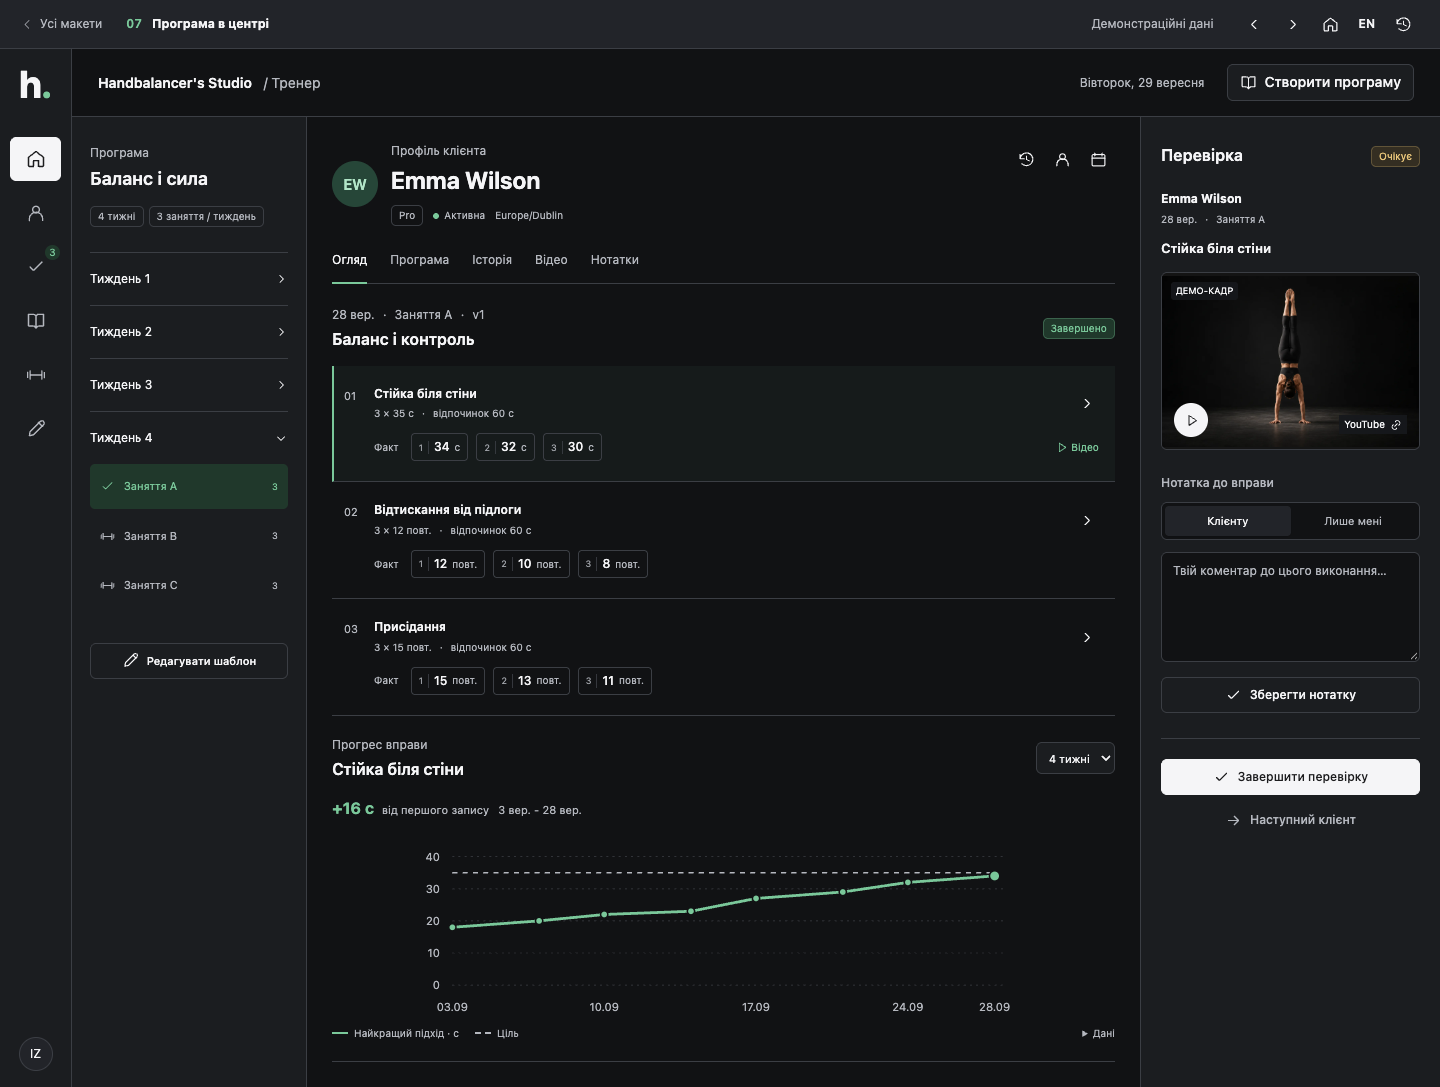 Усі макети
07 Програма в центрі
Демонстраційні дані
EN
h.
Handbalancer's Studio / Тренер
Вівторок, 29 вересня
Створити програму
3
IZ
Програма
Баланс і сила
4 тижні
3 заняття / тиждень
Тиждень 1
Тиждень 2
Тиждень 3
Тиждень 4
Заняття A 3
Заняття B 3
Заняття C 3
Редагувати шаблон
EW
Профіль клієнта
Emma Wilson
Pro Активна Europe/Dublin
Огляд Програма Історія Відео Нотатки
28 вер. · Заняття A · v1
Баланс і контроль
Завершено
01 Стійка біля стіни
3 × 35 с · відпочинок 60 с
Факт 1 34 с 2 32 с 3 30 с
Відео
02 Відтискання від підлоги
3 × 12 повт. · відпочинок 60 с
Факт 1 12 повт. 2 10 повт. 3 8 повт.
03 Присідання
3 × 15 повт. · відпочинок 60 с
Факт 1 15 повт. 2 13 повт. 3 11 повт.
Прогрес вправи
Стійка біля стіни
4 тижні
+16 с від першого запису 3 вер. - 28 вер.
40
30
20
10
0
03.09 10.09 17.09 24.09 28.09
Найкращий підхід · с Ціль
Дані
Перевірка
Очікує
Emma Wilson
28 вер. · Заняття A
Стійка біля стіни
ДЕМО-КАДР
YouTube
Нотатка до вправи
Клієнту Лише мені
Твій коментар до цього виконання...
Зберегти нотатку
Завершити перевірку
Наступний клієнт